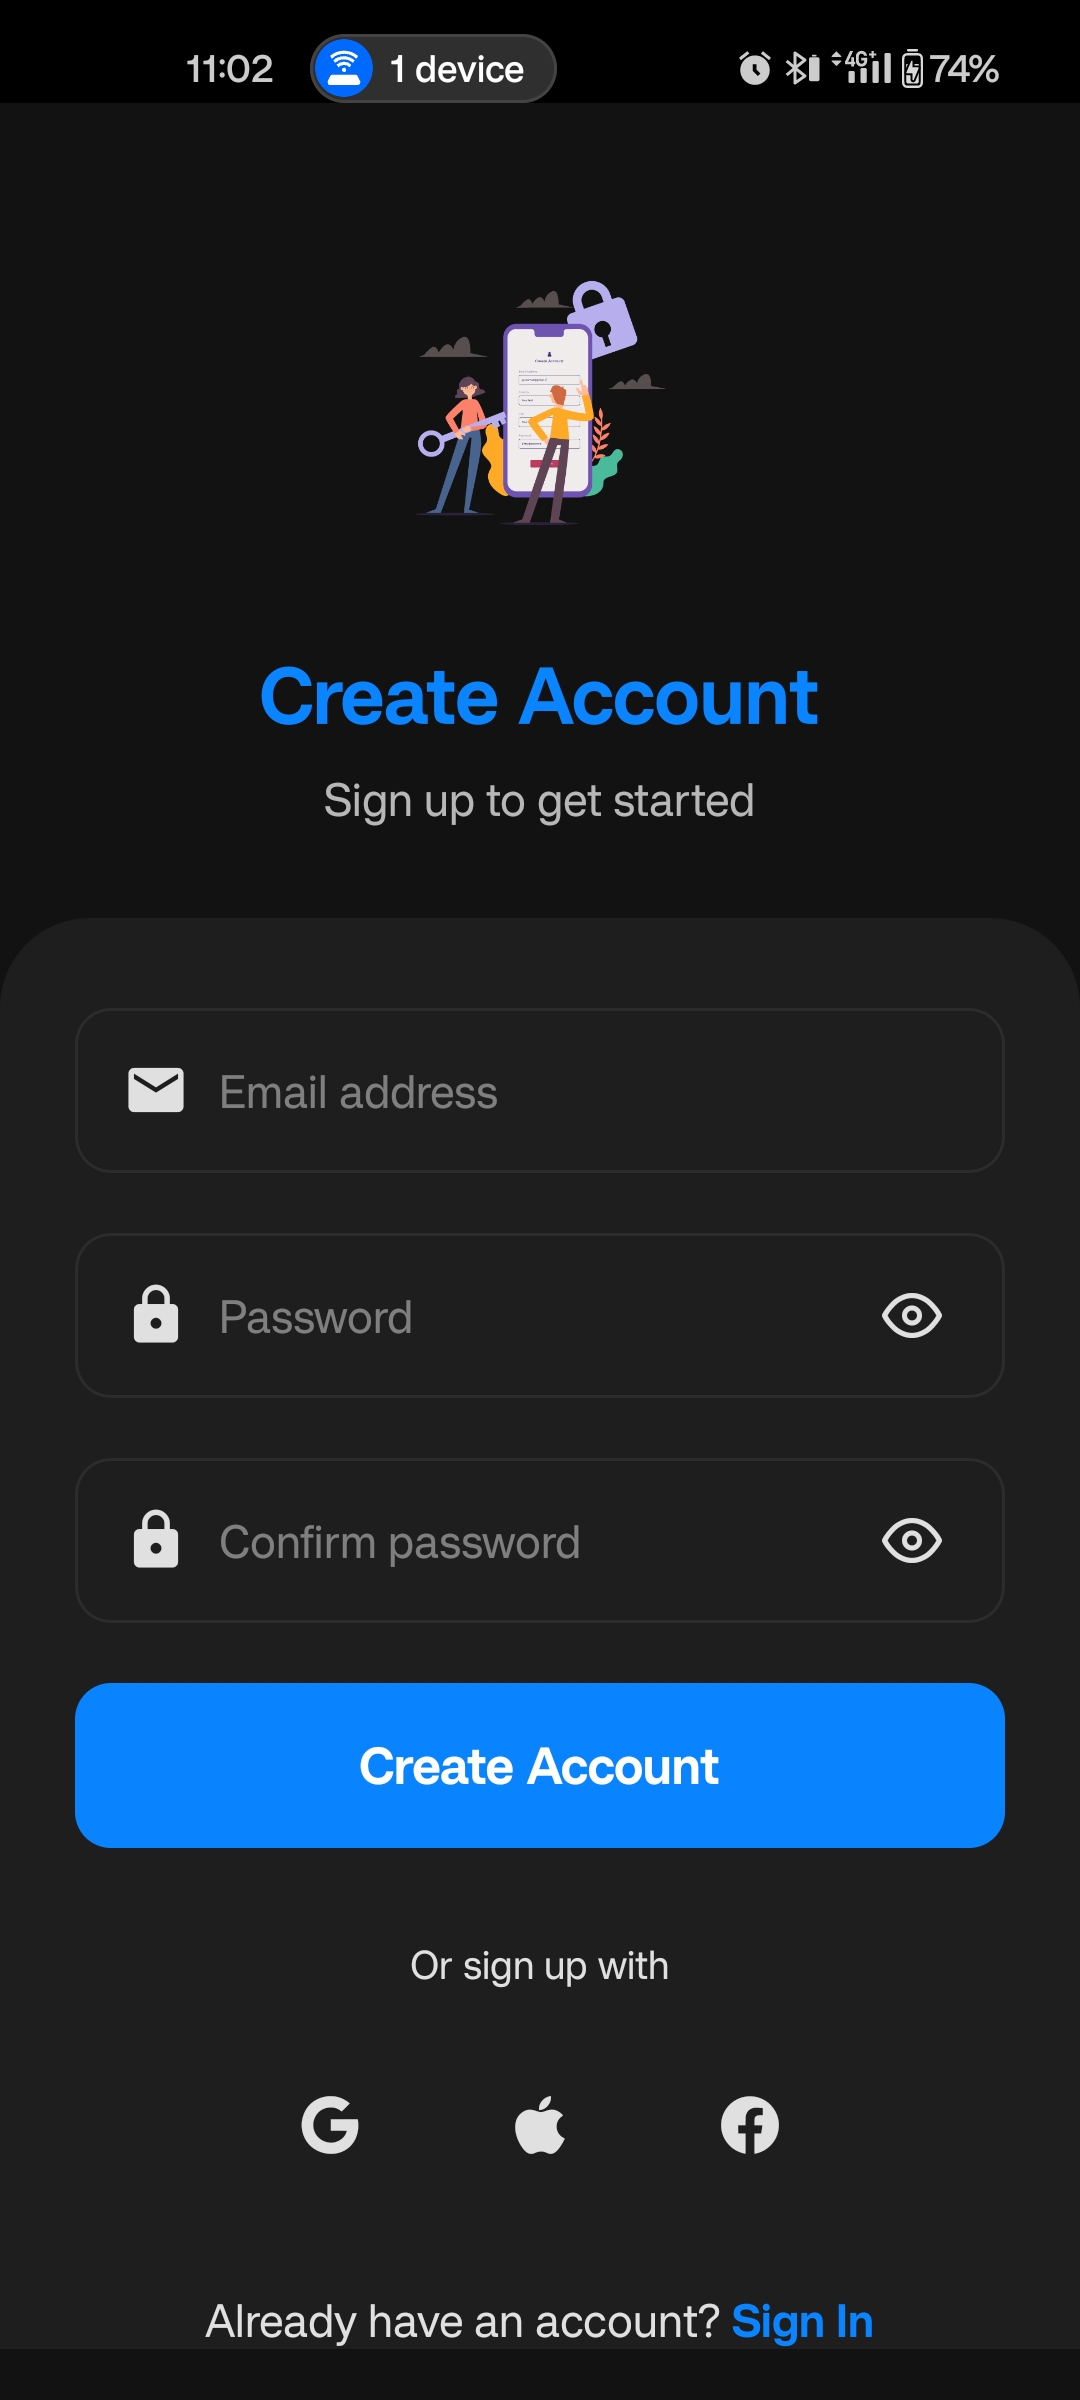 11:02
1 device
4G+
74%
Create Account
Sign up to get started
Email address
Password
Confirm password
Create Account
Or sign up with
Already have an account? Sign In